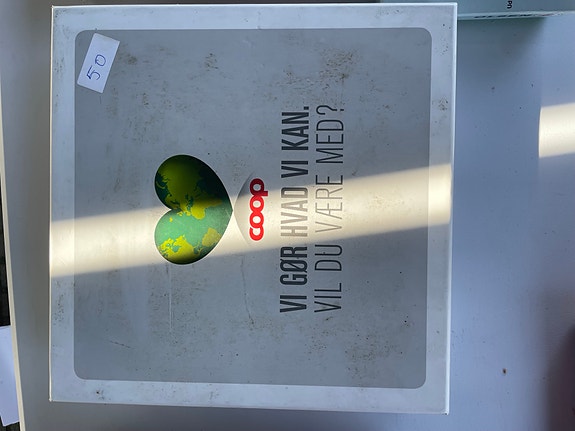 50
coop
VI GØR HVAD VI KAN.
VIL DU VÆRE MED?